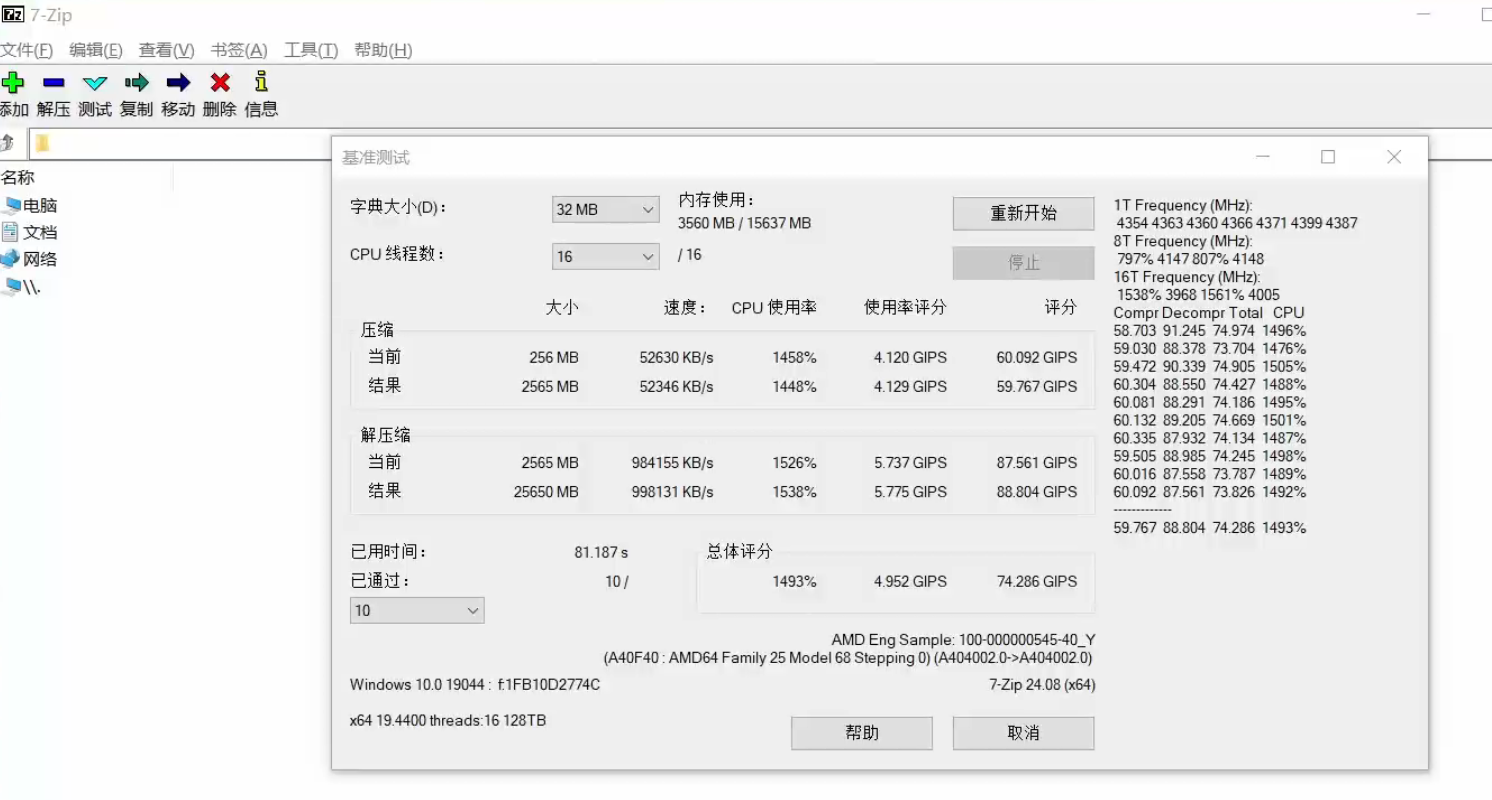 7-Zip
文件(F) 编辑(E) 查看(V) 书签(A) 工具(T) 帮助(H)
添加 解压 测试 复制 移动 删除 信息
名称
电脑
文档
网络
\\.
基准测试
字典大小(D)： 32 MB
内存使用：
3560 MB / 15637 MB
重新开始
CPU 线程数： 16 / 16
停止
大小 速度： CPU 使用率 使用率评分 评分
压缩
当前 256 MB 52630 KB/s 1458% 4.120 GIPS 60.092 GIPS
结果 2565 MB 52346 KB/s 1448% 4.129 GIPS 59.767 GIPS
解压缩
当前 2565 MB 984155 KB/s 1526% 5.737 GIPS 87.561 GIPS
结果 25650 MB 998131 KB/s 1538% 5.775 GIPS 88.804 GIPS
已用时间： 81.187 s
已通过： 10 /
10
总体评分
1493% 4.952 GIPS 74.286 GIPS
AMD Eng Sample: 100-000000545-40_Y
(A40F40 : AMD64 Family 25 Model 68 Stepping 0) (A404002.0->A404002.0)
Windows 10.0 19044 : f:1FB10D2774C
7-Zip 24.08 (x64)
x64 19.4400 threads:16 128TB
帮助 取消
1T Frequency (MHz):
4354 4363 4360 4366 4371 4399 4387
8T Frequency (MHz):
797% 4147 807% 4148
16T Frequency (MHz):
1538% 3968 1561% 4005
Compr Decompr Total CPU
58.703 91.245 74.974 1496%
59.030 88.378 73.704 1476%
59.472 90.339 74.905 1505%
60.304 88.550 74.427 1488%
60.081 88.291 74.186 1495%
60.132 89.205 74.669 1501%
60.335 87.932 74.134 1487%
59.505 88.985 74.245 1498%
60.016 87.558 73.787 1489%
60.092 87.561 73.826 1492%
-------------
59.767 88.804 74.286 1493%